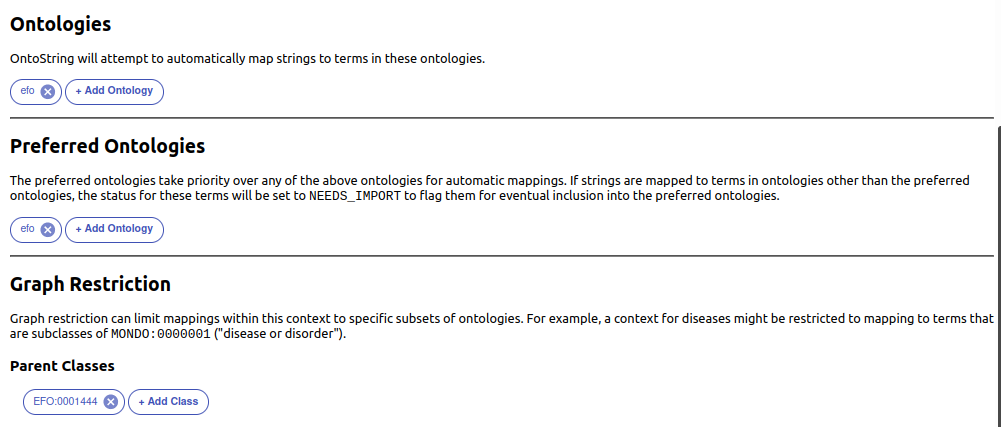 Ontologies
OntoString will attempt to automatically map strings to terms in these ontologies.
efo + Add Ontology
Preferred Ontologies
The preferred ontologies take priority over any of the above ontologies for automatic mappings. If strings are mapped to terms in ontologies other than the preferred
ontologies, the status for these terms will be set to NEEDS_IMPORT to flag them for eventual inclusion into the preferred ontologies.
efo + Add Ontology
Graph Restriction
Graph restriction can limit mappings within this context to specific subsets of ontologies. For example, a context for diseases might be restricted to mapping to terms that
are subclasses of MONDO:0000001 ("disease or disorder").
Parent Classes
EFO:0001444 + Add Class